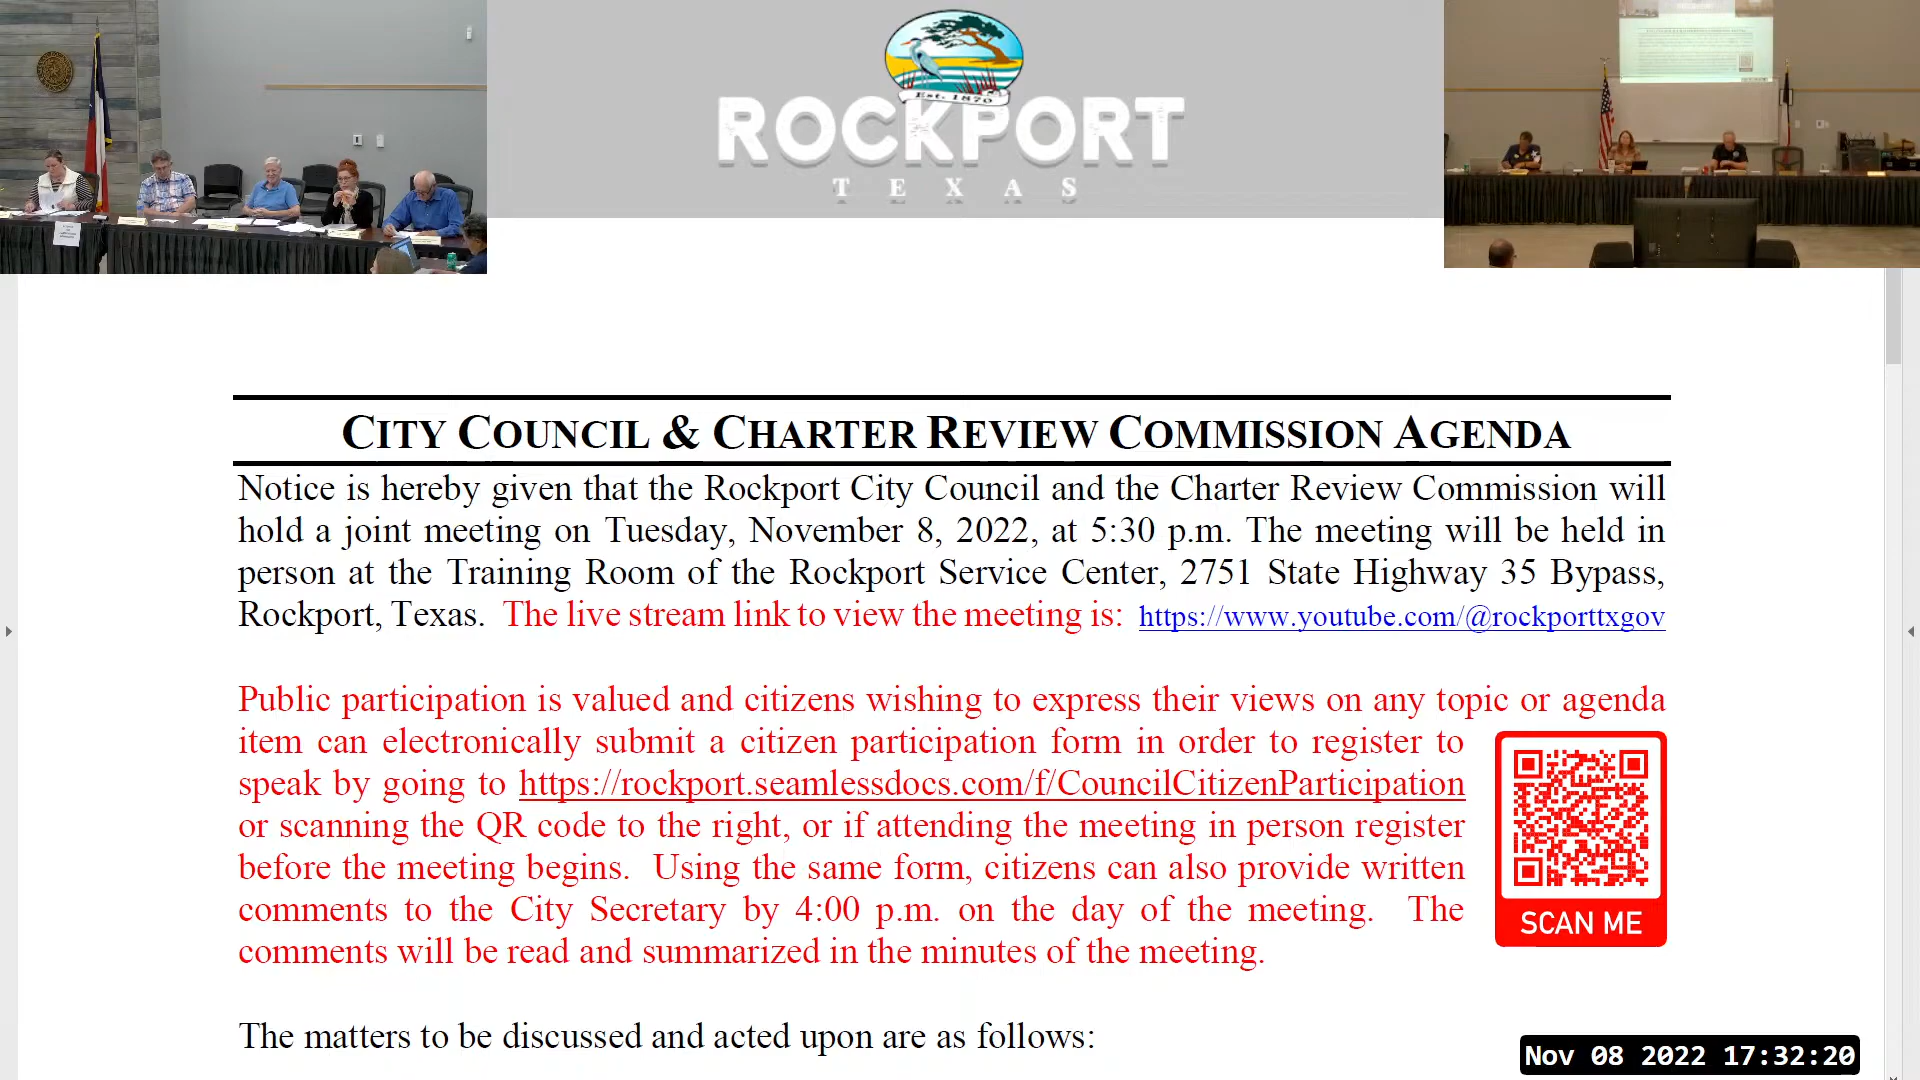 Est. 1870
ROCKPORT
TEXAS
CITY COUNCIL & CHARTER REVIEW COMMISSION AGENDA
Notice is hereby given that the Rockport City Council and the Charter Review Commission will
hold a joint meeting on Tuesday, November 8, 2022, at 5:30 p.m. The meeting will be held in
person at the Training Room of the Rockport Service Center, 2751 State Highway 35 Bypass,
Rockport, Texas. The live stream link to view the meeting is: https://www.youtube.com/@rockporttxgov
Public participation is valued and citizens wishing to express their views on any topic or agenda
item can electronically submit a citizen participation form in order to register to
speak by going to https://rockport.seamlessdocs.com/f/CouncilCitizenParticipation
or scanning the QR code to the right, or if attending the meeting in person register
before the meeting begins. Using the same form, citizens can also provide written
comments to the City Secretary by 4:00 p.m. on the day of the meeting. The
comments will be read and summarized in the minutes of the meeting.
SCAN ME
The matters to be discussed and acted upon are as follows:
Nov 08 2022 17:32:20